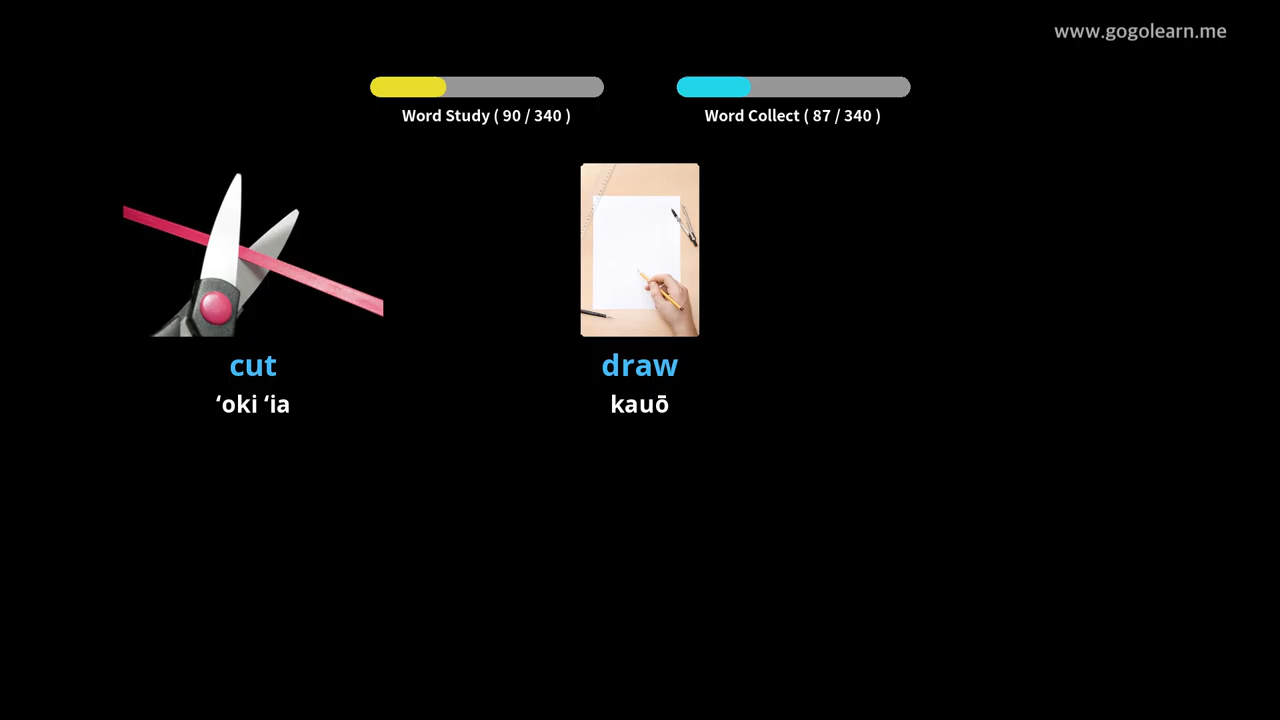 www.gogolearn.me
Word Study ( 90 / 340 )
Word Collect ( 87 / 340 )
cut
ʻoki ʻia
draw
kauō